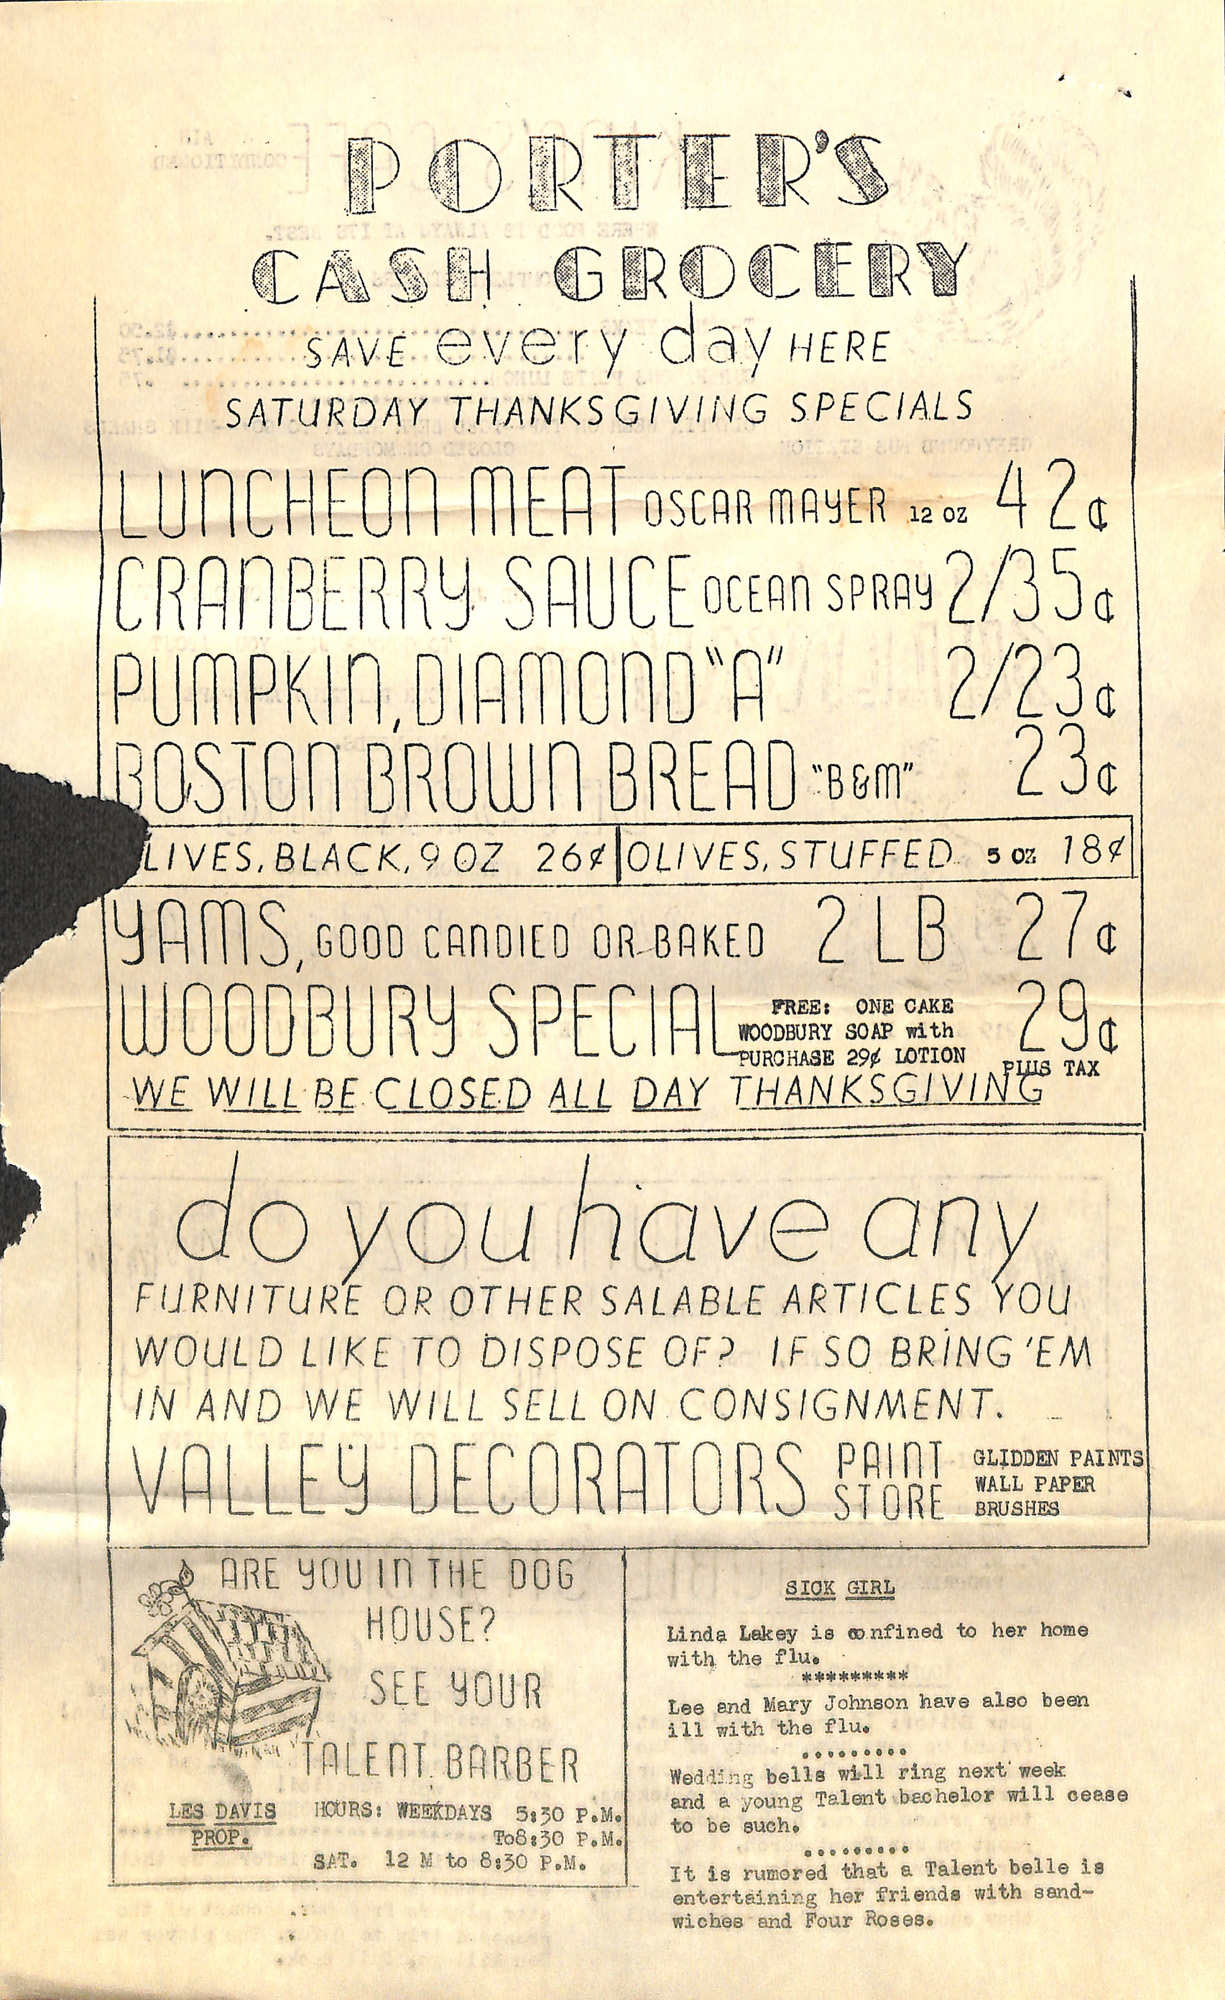 PORTER'S
CASH GROCERY
SAVE every day HERE
SATURDAY THANKSGIVING SPECIALS
LUNCHEON MEAT OSCAR MAYER 12 OZ 42¢
CRANBERRY SAUCE OCEAN SPRAY 2/35¢
PUMPKIN, DIAMOND "A" 2/23¢
BOSTON BROWN BREAD "B&M" 23¢
LIVES, BLACK, 9 OZ 26¢ OLIVES, STUFFED 5 OZ 18¢
YAMS, GOOD CANDIED OR BAKED 2 LB 27¢
WOODBURY SPECIAL 29¢
FREE: ONE CAKE
WOODBURY SOAP with
PURCHASE 29¢ LOTION
PLUS TAX
WE WILL BE CLOSED ALL DAY THANKSGIVING
do you have any
FURNITURE OR OTHER SALABLE ARTICLES YOU
WOULD LIKE TO DISPOSE OF? IF SO BRING 'EM
IN AND WE WILL SELL ON CONSIGNMENT.
VALLEY DECORATORS PAINT STORE
GLIDDEN PAINTS
WALL PAPER
BRUSHES
ARE YOU IN THE DOG
HOUSE?
SEE YOUR
TALENT BARBER
LES DAVIS
PROP.
HOURS: WEEKDAYS 5:30 P.M.
To8:30 P.M.
SAT. 12 M to 8:30 P.M.
SICK GIRL
Linda Lakey is confined to her home
with the flu.
*********
Lee and Mary Johnson have also been
ill with the flu.
.........
Wedding bells will ring next week
and a young Talent bachelor will cease
to be such.
.........
It is rumored that a Talent belle is
entertaining her friends with sand-
wiches and Four Roses.